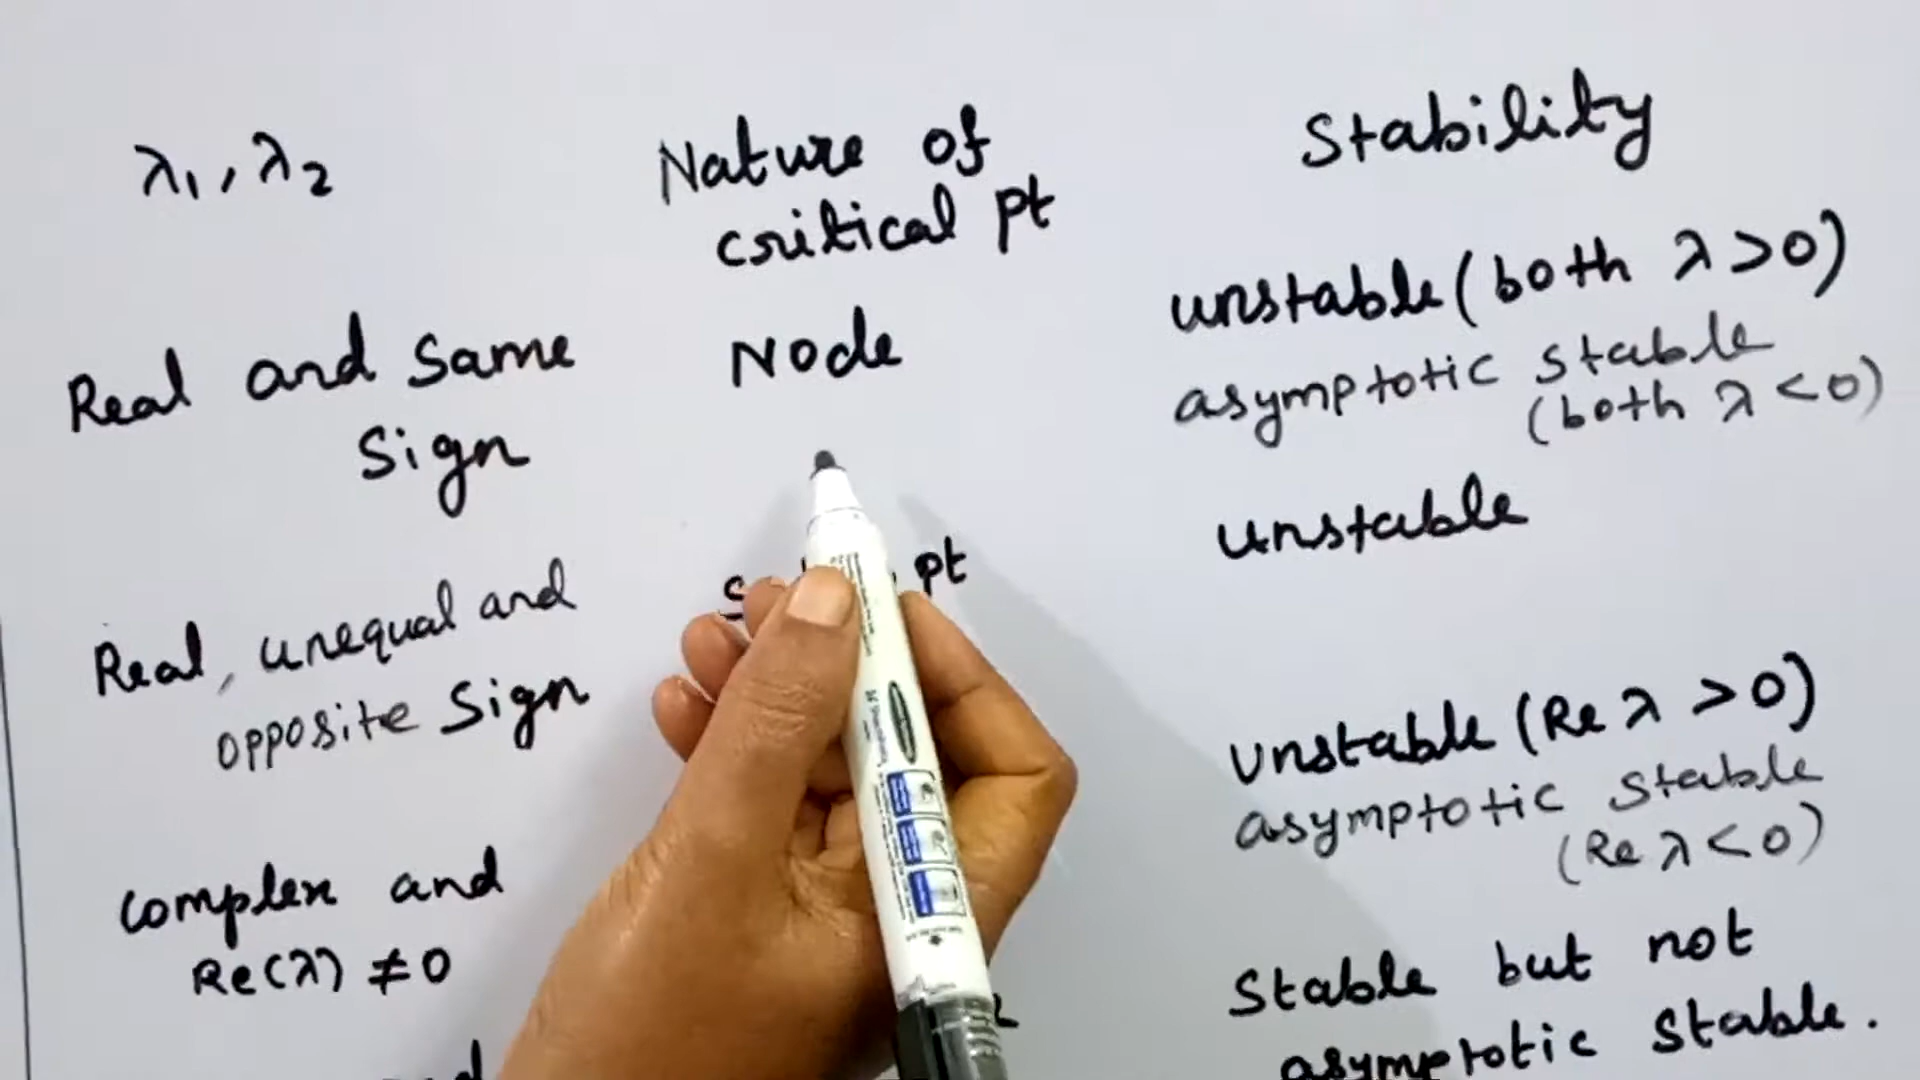 λ1, λ2
Nature of
critical pt
Stability
Real and same
sign
Node
unstable (both λ >0)
asymptotic stable
(both λ <0)
Real, unequal and
opposite sign
pt
unstable
complex and
Re(λ) ≠0
unstable (Re λ >0)
asymptotic stable
(Re λ <0)
Stable but not
asymptotic stable.